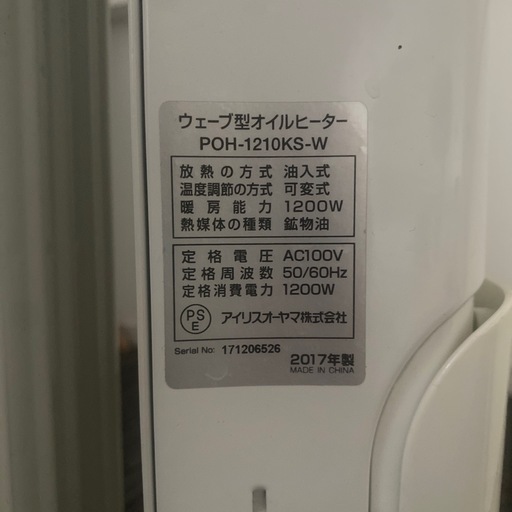 ウェーブ型オイルヒーター
POH-1210KS-W
放熱の方式 油入式
温度調節の方式 可変式
暖房能力 1200W
熱媒体の種類 鉱物油
定格電圧 AC100V
定格周波数 50/60Hz
定格消費電力 1200W
PSE アイリスオーヤマ株式会社
Serial No: 171206526
2017年製
MADE IN CHINA